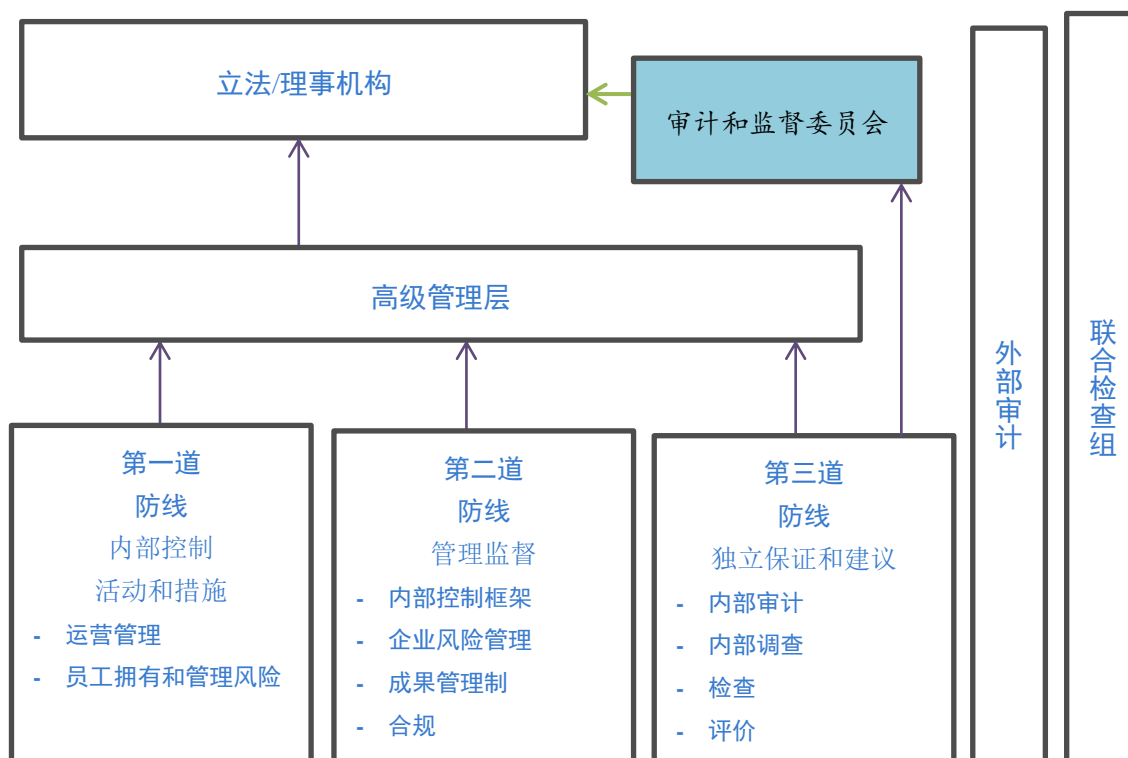 立法/理事机构
审计和监督委员会
高级管理层
第一道
防线
内部控制
活动和措施
- 运营管理
- 员工拥有和管理风险
第二道
防线
管理监督
- 内部控制框架
- 企业风险管理
- 成果管理制
- 合规
第三道
防线
独立保证和建议
- 内部审计
- 内部调查
- 检查
- 评价
外部审计
联合检查组